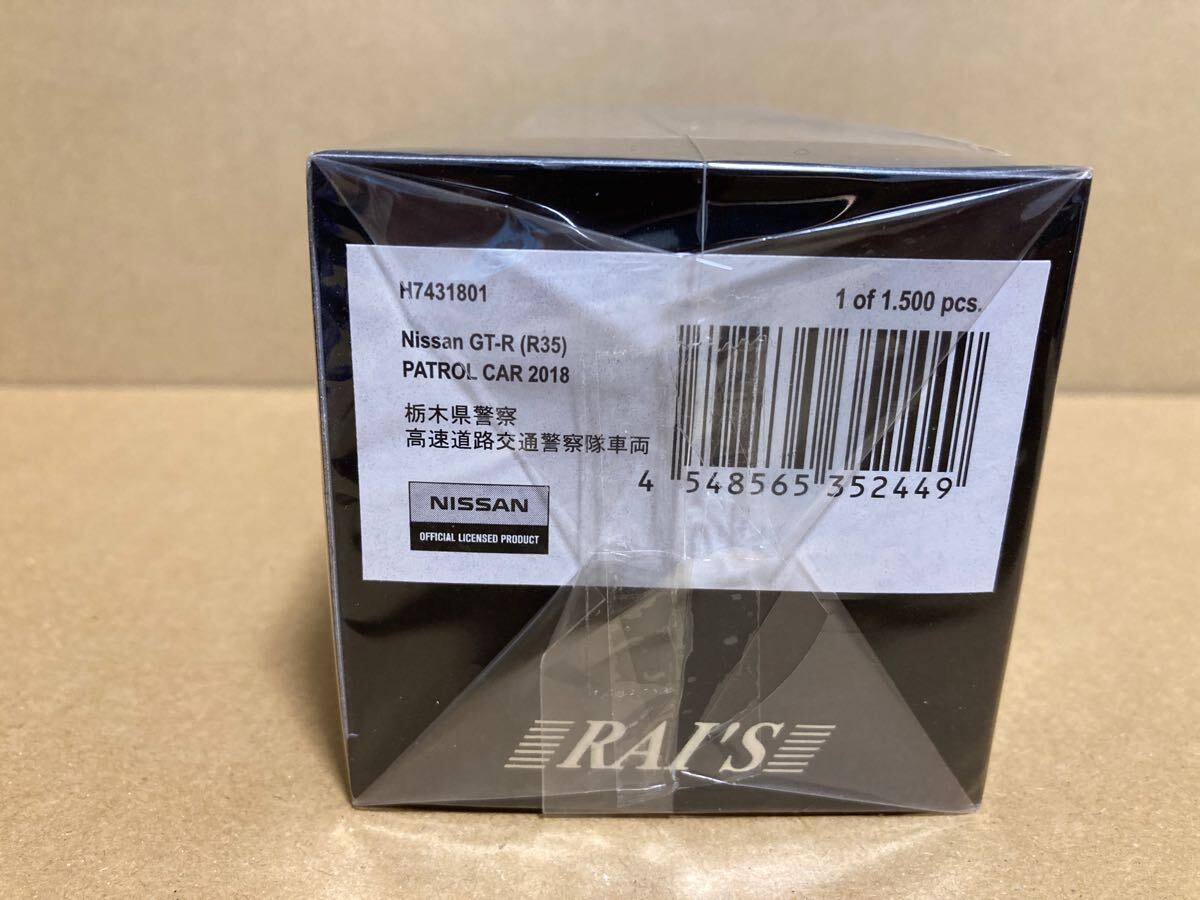 H7431801
1 of 1.500 pcs.
Nissan GT-R (R35)
PATROL CAR 2018
栃木県警察
高速道路交通警察隊車両
4 548565 352449
NISSAN
OFFICIAL LICENSED PRODUCT
RAI'S